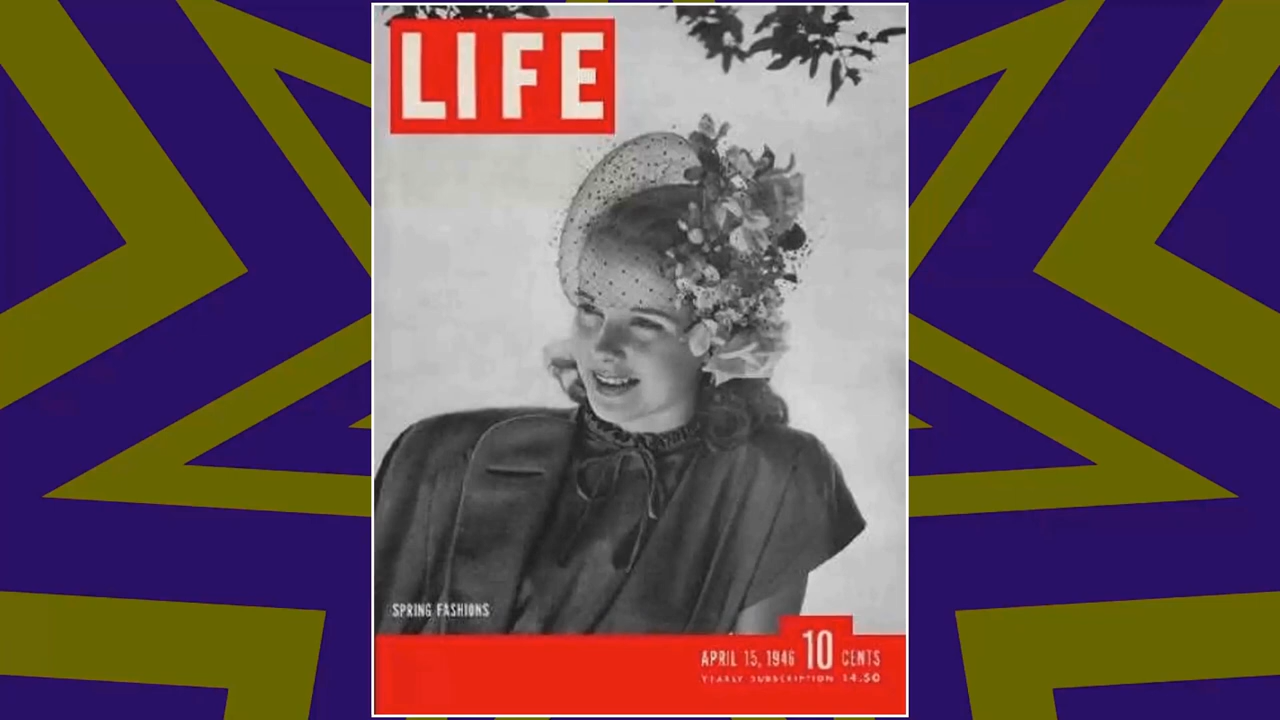 LIFE
SPRING FASHIONS
APRIL 15, 1946 10 CENTS
YEARLY SUBSCRIPTION $4.50